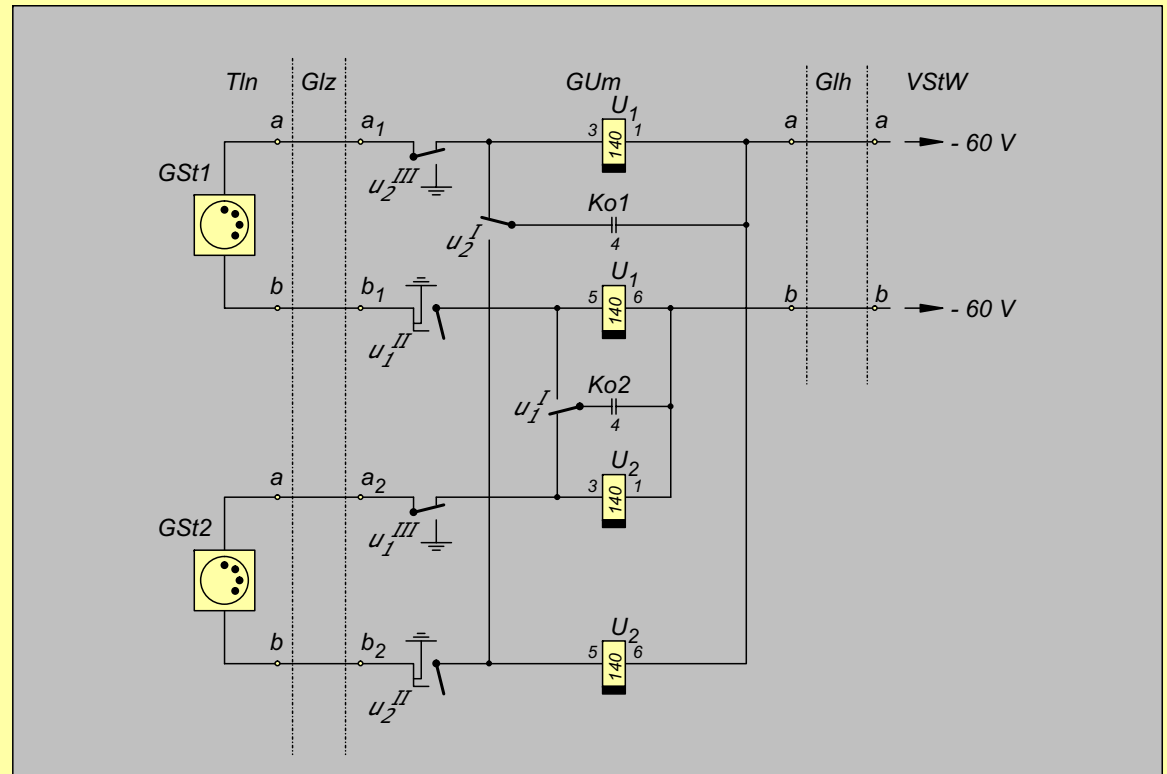 Tln Glz GUm Glh VStW
U1
a a1 3 140 1 a a - 60 V
u2III
GSt1
Ko1
u2I 4
U1
b b1 5 140 6 b b - 60 V
u1II
Ko2
u1I 4
U2
a a2 3 140 1
GSt2
u1III
U2
b b2 5 140 6
u2II